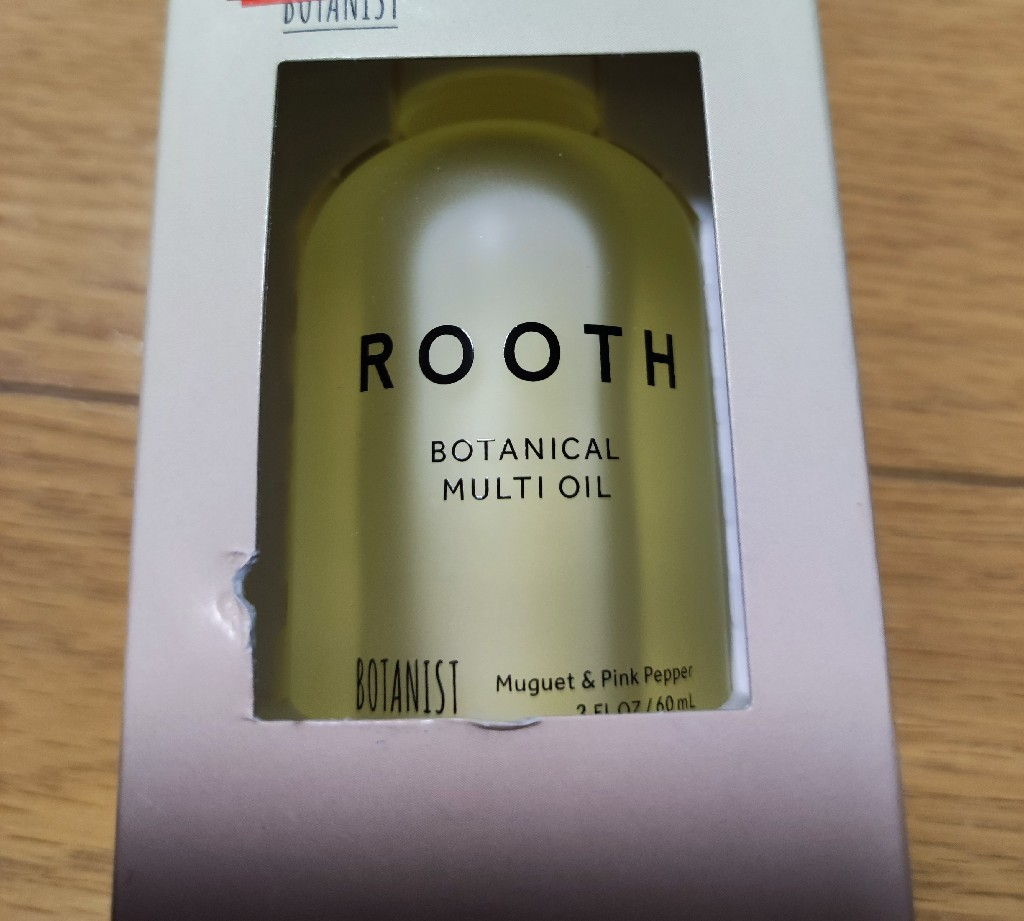 BOTANIST
ROOTH
BOTANICAL
MULTI OIL
BOTANIST
Muguet & Pink Pepper
2 FL OZ / 60 mL